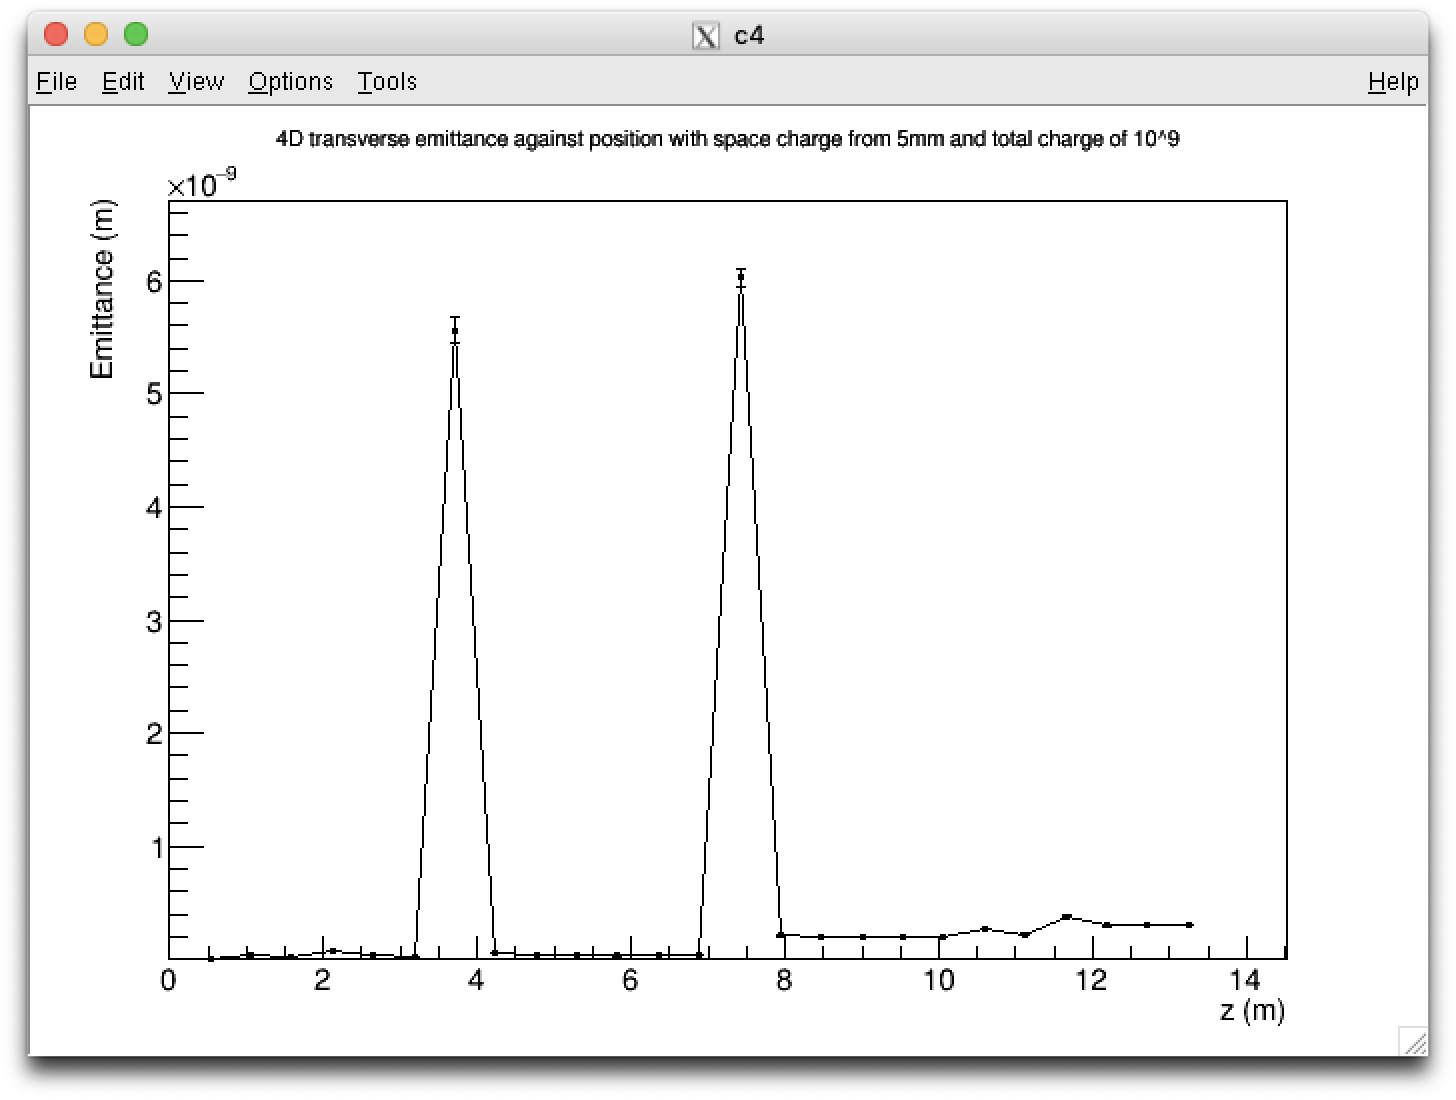 c4
File Edit View Options Tools Help
4D transverse emittance against position with space charge from 5mm and total charge of 10^9
×10⁻⁹
Emittance (m)
6
5
4
3
2
1
0 2 4 6 8 10 12 14
z (m)